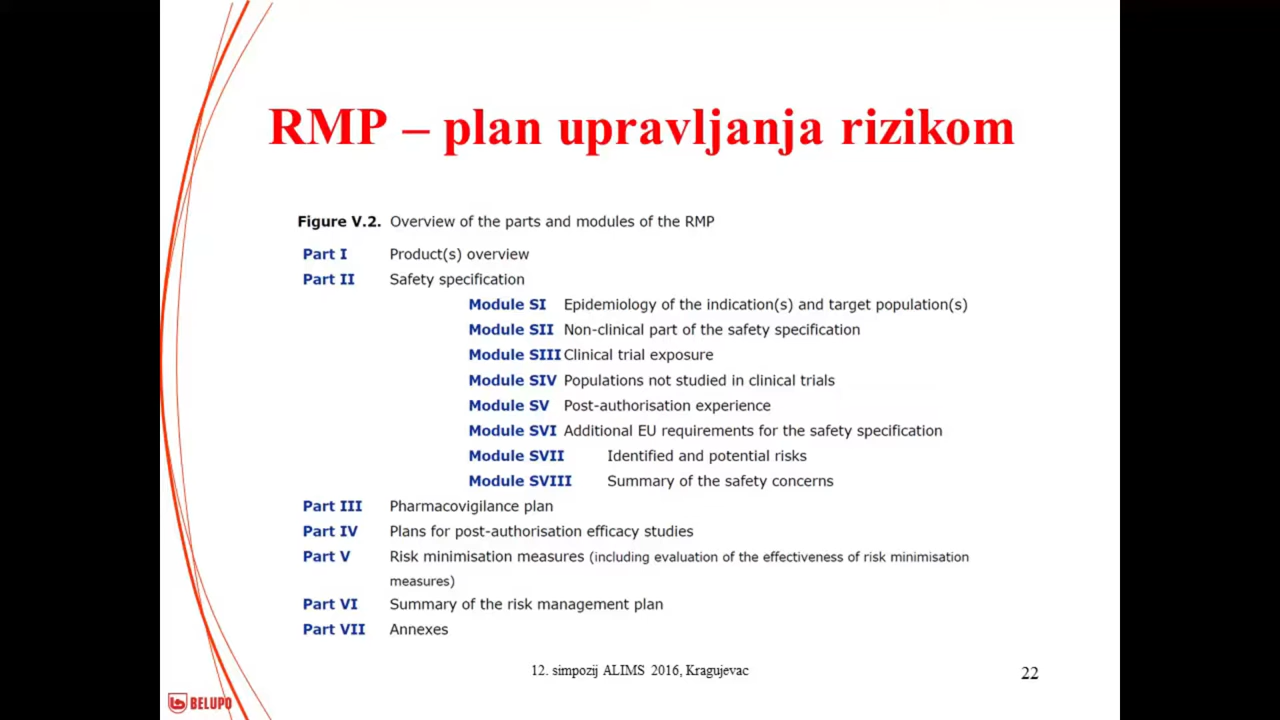 RMP – plan upravljanja rizikom
Figure V.2. Overview of the parts and modules of the RMP
Part I Product(s) overview
Part II Safety specification
Module SI Epidemiology of the indication(s) and target population(s)
Module SII Non-clinical part of the safety specification
Module SIII Clinical trial exposure
Module SIV Populations not studied in clinical trials
Module SV Post-authorisation experience
Module SVI Additional EU requirements for the safety specification
Module SVII Identified and potential risks
Module SVIII Summary of the safety concerns
Part III Pharmacovigilance plan
Part IV Plans for post-authorisation efficacy studies
Part V Risk minimisation measures (including evaluation of the effectiveness of risk minimisation
measures)
Part VI Summary of the risk management plan
Part VII Annexes
12. simpozij ALIMS 2016, Kragujevac
22
BELUPO